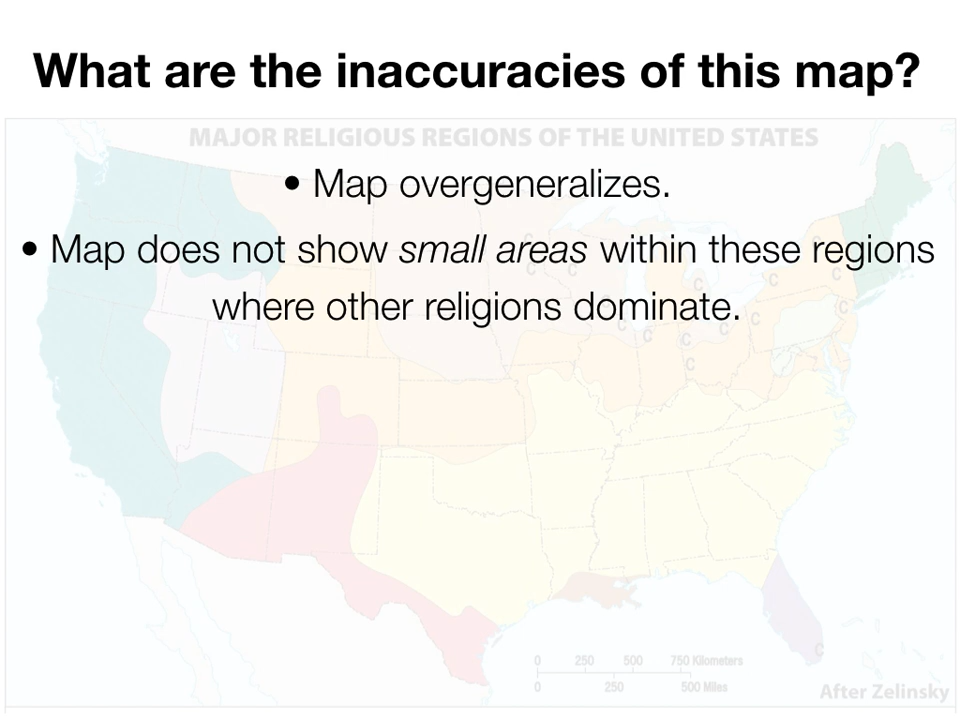 What are the inaccuracies of this map?
MAJOR RELIGIOUS REGIONS OF THE UNITED STATES
• Map overgeneralizes.
• Map does not show small areas within these regions
where other religions dominate.
C
C
C
C
C
C
C
C
C
C
C
C
C
C
0 250 500 750 Kilometers
0 250 500 Miles
After Zelinsky